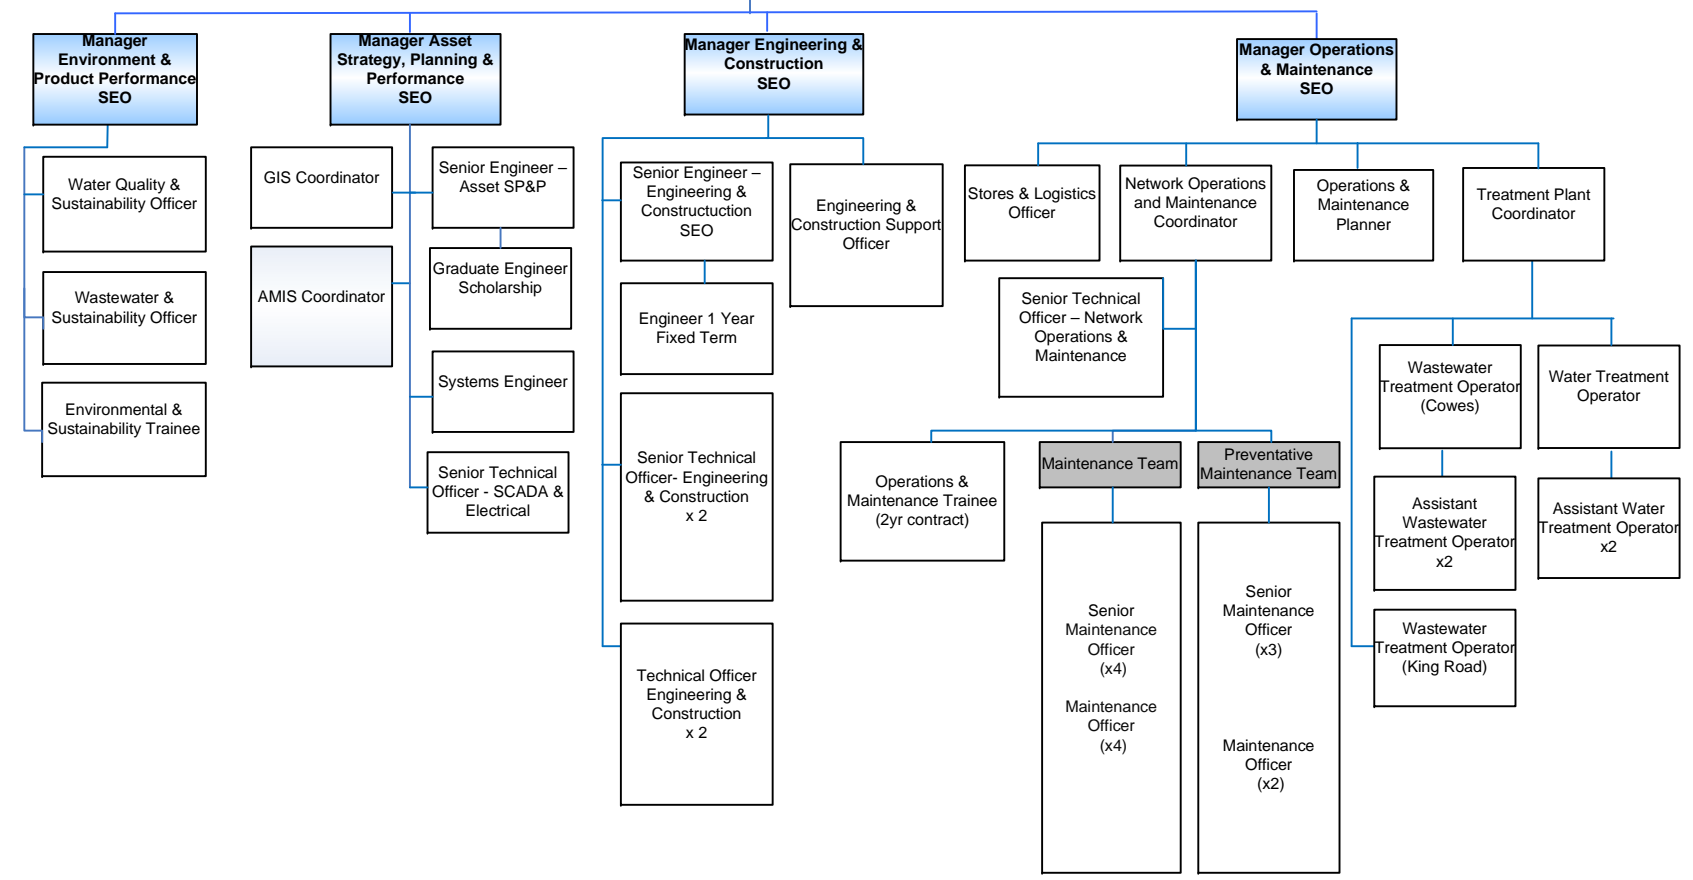 Manager
Environment &
Product Performance
SEO
Manager Asset
Strategy, Planning &
Performance
SEO
Manager Engineering &
Construction
SEO
Manager Operations
& Maintenance
SEO
Water Quality &
Sustainability Officer
Wastewater &
Sustainability Officer
Environmental &
Sustainability Trainee
GIS Coordinator
AMIS Coordinator
Senior Engineer –
Asset SP&P
Graduate Engineer
Scholarship
Systems Engineer
Senior Technical
Officer - SCADA &
Electrical
Senior Engineer –
Engineering &
Constructuction
SEO
Engineer 1 Year
Fixed Term
Senior Technical
Officer- Engineering
& Construction
x 2
Technical Officer
Engineering &
Construction
x 2
Engineering &
Construction Support
Officer
Stores & Logistics
Officer
Network Operations
and Maintenance
Coordinator
Operations &
Maintenance
Planner
Treatment Plant
Coordinator
Senior Technical
Officer – Network
Operations &
Maintenance
Operations &
Maintenance Trainee
(2yr contract)
Maintenance Team
Senior
Maintenance
Officer
(x4)
Maintenance
Officer
(x4)
Preventative
Maintenance Team
Senior
Maintenance
Officer
(x3)
Maintenance
Officer
(x2)
Wastewater
Treatment Operator
(Cowes)
Assistant
Wastewater
Treatment Operator
x2
Wastewater
Treatment Operator
(King Road)
Water Treatment
Operator
Assistant Water
Treatment Operator
x2